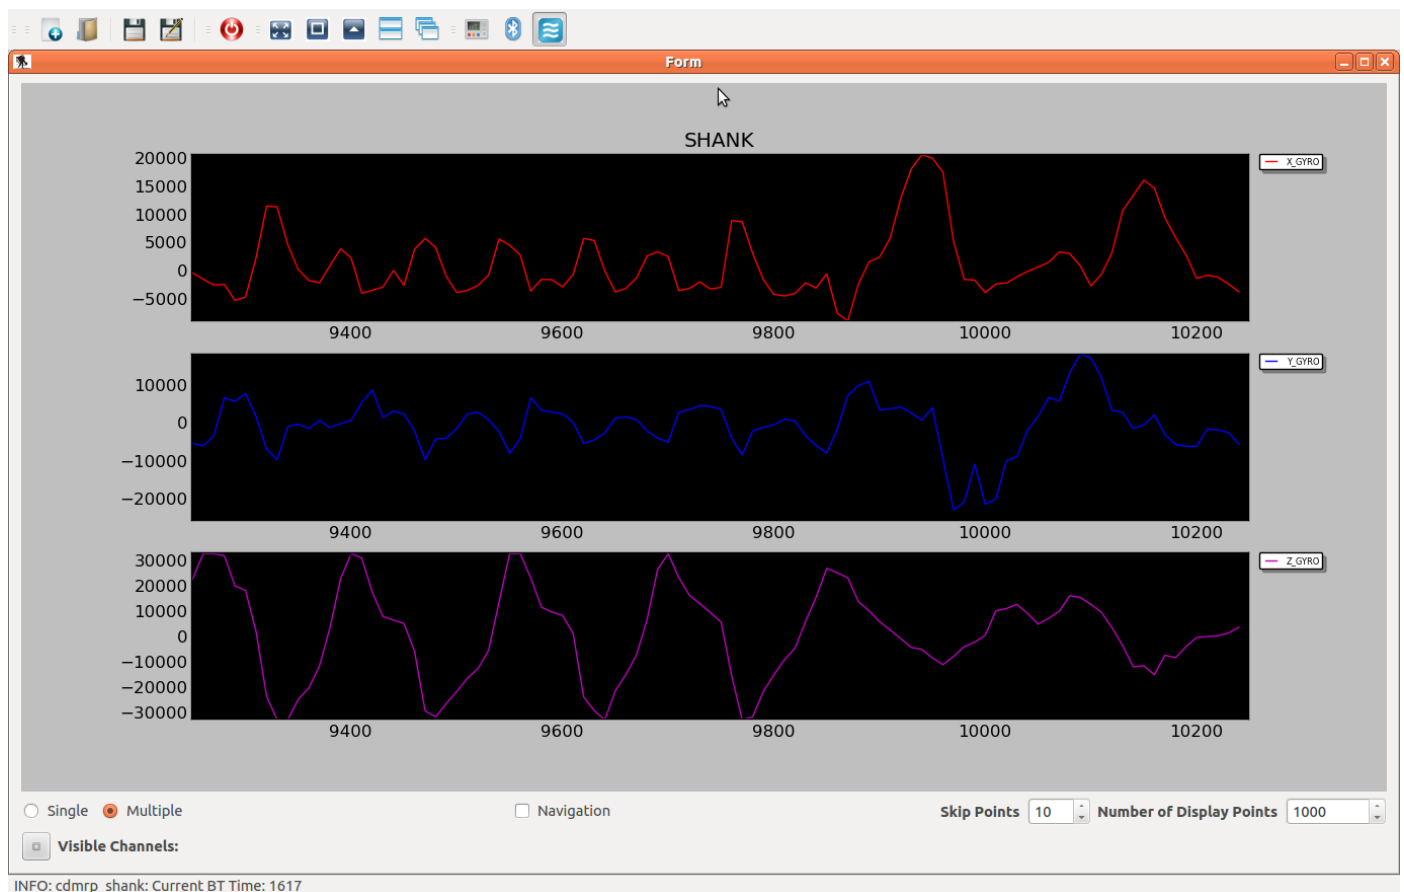 Form
SHANK
20000
15000
10000
5000
0
−5000
X_GYRO
9400 9600 9800 10000 10200
10000
0
−10000
−20000
Y_GYRO
9400 9600 9800 10000 10200
30000
20000
10000
0
−10000
−20000
−30000
Z_GYRO
9400 9600 9800 10000 10200
Single Multiple Navigation Skip Points 10 Number of Display Points 1000
Visible Channels:
INFO: cdmrp_shank: Current BT Time: 1617